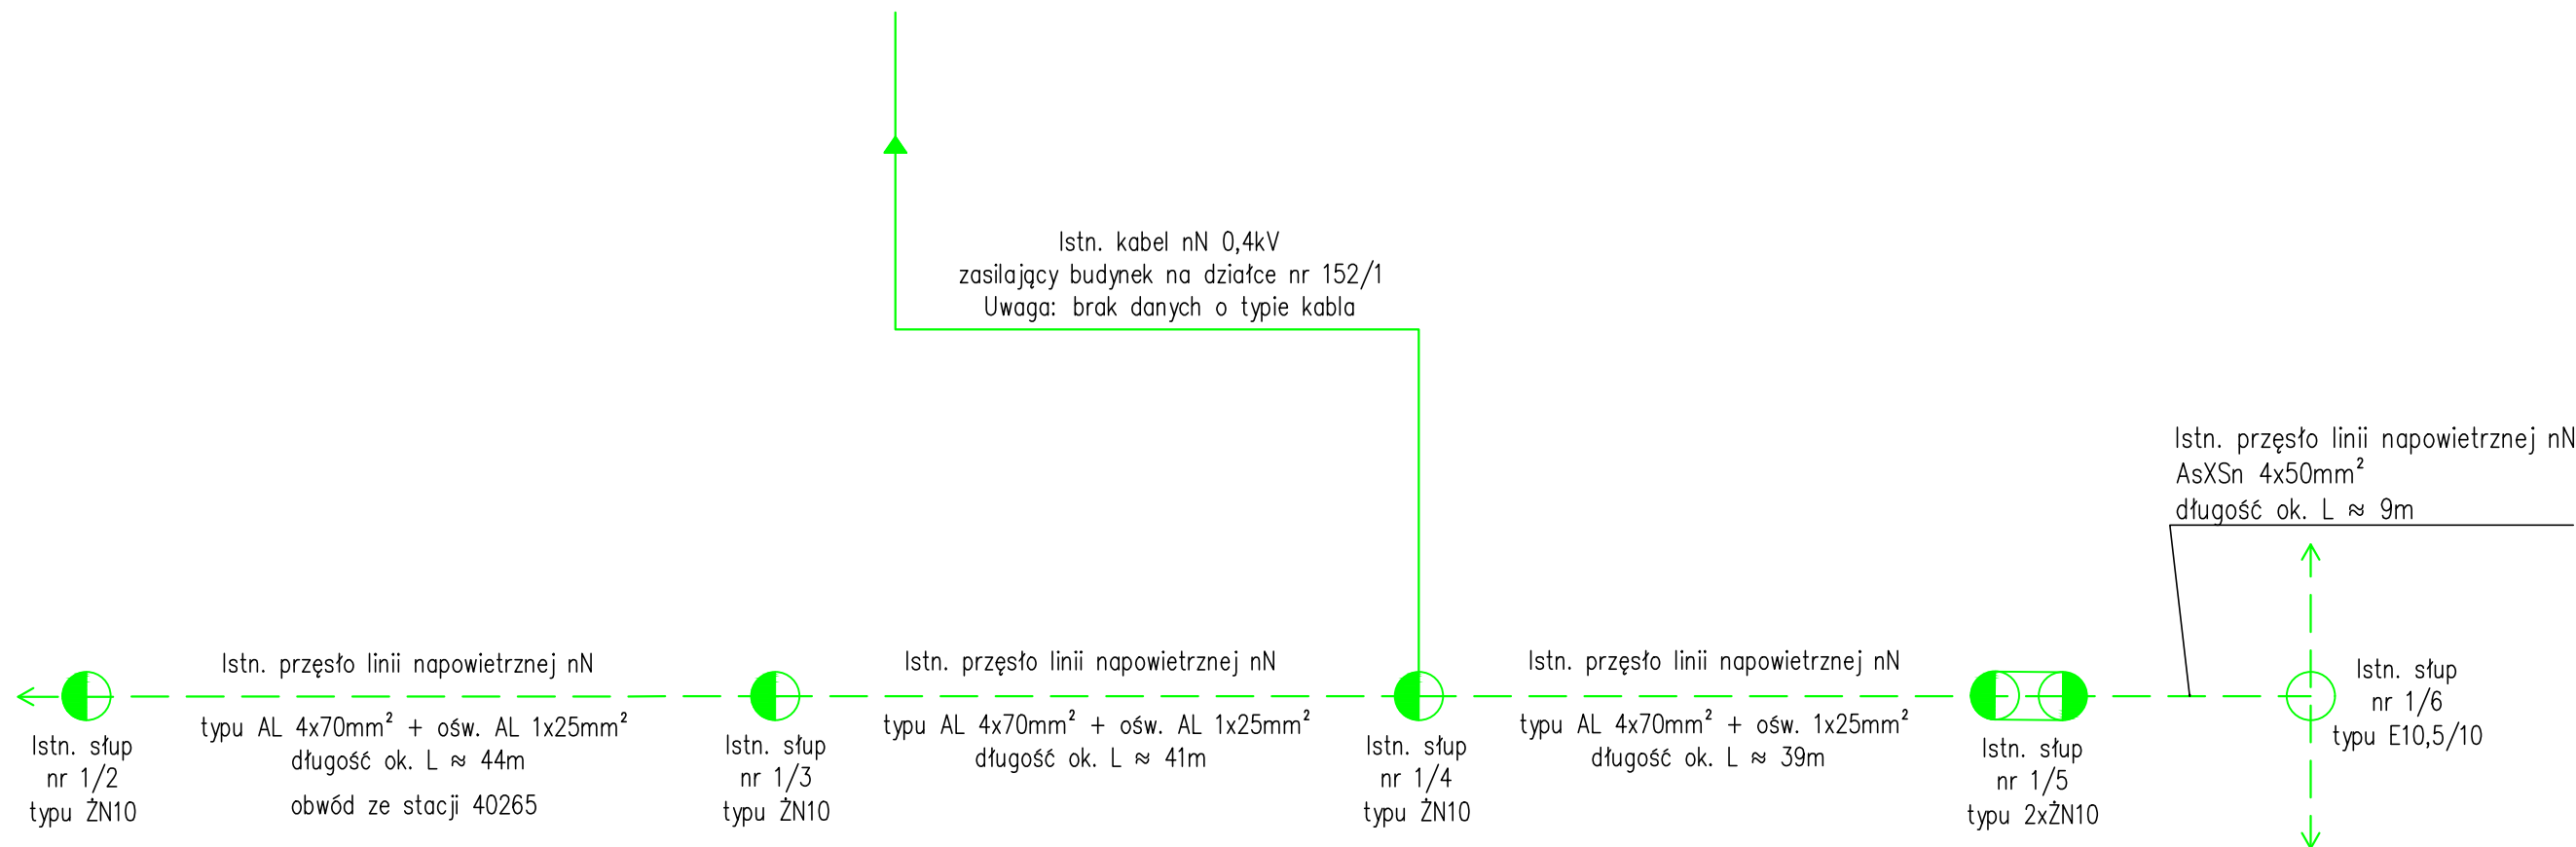 Istn. kabel nN 0,4kV
zasilający budynek na działce nr 152/1
Uwaga: brak danych o typie kabla
Istn. przęsło linii napowietrznej nN
AsXSn 4x50mm²
długość ok. L ≈ 9m
Istn. przęsło linii napowietrznej nN
typu AL 4x70mm² + ośw. AL 1x25mm²
długość ok. L ≈ 44m
obwód ze stacji 40265
Istn. przęsło linii napowietrznej nN
typu AL 4x70mm² + ośw. AL 1x25mm²
długość ok. L ≈ 41m
Istn. przęsło linii napowietrznej nN
typu AL 4x70mm² + ośw. 1x25mm²
długość ok. L ≈ 39m
Istn. słup
nr 1/2
typu ŻN10
Istn. słup
nr 1/3
typu ŻN10
Istn. słup
nr 1/4
typu ŻN10
Istn. słup
nr 1/5
typu 2xŻN10
Istn. słup
nr 1/6
typu E10,5/10